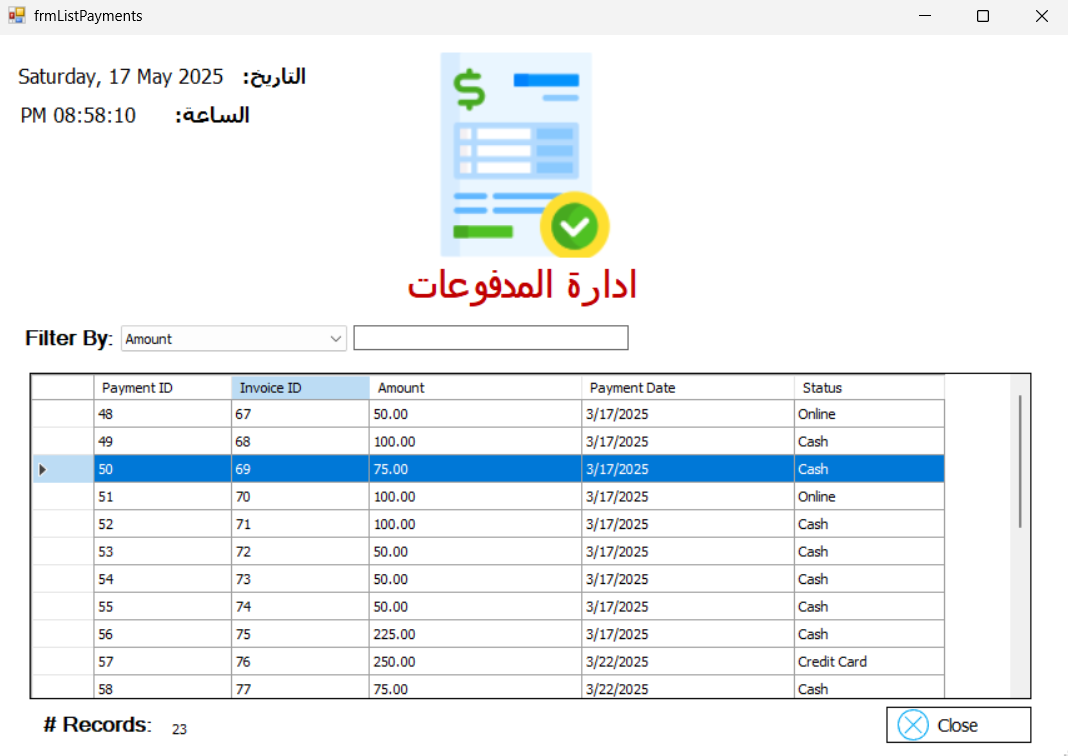 frmListPayments
Saturday, 17 May 2025 التاريخ:
PM 08:58:10 الساعة:
$
ادارة المدفوعات
Filter By: Amount
Payment ID Invoice ID Amount Payment Date Status
48 67 50.00 3/17/2025 Online
49 68 100.00 3/17/2025 Cash
50 69 75.00 3/17/2025 Cash
51 70 100.00 3/17/2025 Online
52 71 100.00 3/17/2025 Cash
53 72 50.00 3/17/2025 Cash
54 73 50.00 3/17/2025 Cash
55 74 50.00 3/17/2025 Cash
56 75 225.00 3/17/2025 Cash
57 76 250.00 3/22/2025 Credit Card
58 77 75.00 3/22/2025 Cash
# Records: 23
Close